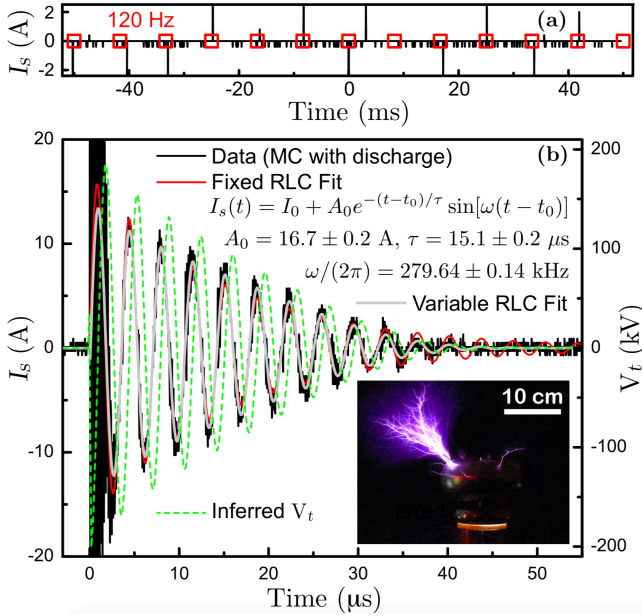 120 Hz
(a)
I_s (A)
2
0
2
-40 -20 0 20 40
Time (ms)
(b)
Data (MC with discharge)
Fixed RLC Fit
I_s(t) = I_0 + A_0e^{-(t-t_0)/τ} sin[ω(t − t_0)]
A_0 = 16.7 ± 0.2 A, τ = 15.1 ± 0.2 μs
ω/(2π) = 279.64 ± 0.14 kHz
Variable RLC Fit
10 cm
Inferred V_t
I_s (A)
20
10
0
-10
-20
V_t (kV)
200
100
0
-100
-200
0 10 20 30 40 50
Time (μs)